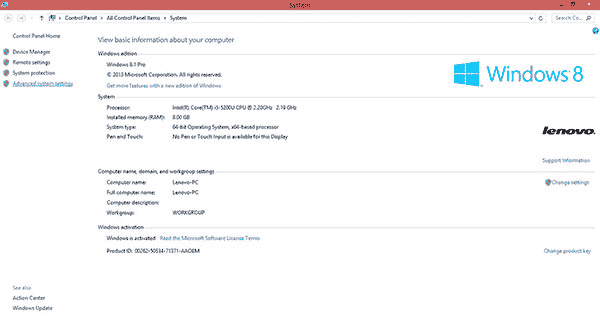 System
Control Panel ▸ All Control Panel Items ▸ System
Search Co...
Control Panel Home
Device Manager
Remote settings
System protection
Advanced system settings
View basic information about your computer
Windows edition
Windows 8.1 Pro
© 2013 Microsoft Corporation. All rights reserved.
Get more features with a new edition of Windows
Windows 8
System
Processor: Intel(R) Core(TM) i5-5200U CPU @ 2.20GHz 2.19 GHz
Installed memory (RAM): 8.00 GB
System type: 64-bit Operating System, x64-based processor
Pen and Touch: No Pen or Touch Input is available for this Display
lenovo
Support Information
Computer name, domain, and workgroup settings
Computer name: Lenovo-PC
Full computer name: Lenovo-PC
Computer description:
Workgroup: WORKGROUP
Change settings
Windows activation
Windows is activated Read the Microsoft Software License Terms
Product ID: 00262-50534-71371-AAOEM
Change product key
See also
Action Center
Windows Update